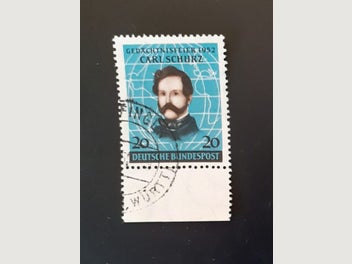 GEDÄCHTNISFEIER 1952
CARL SCHURZ
20 20
DEUTSCHE BUNDESPOST